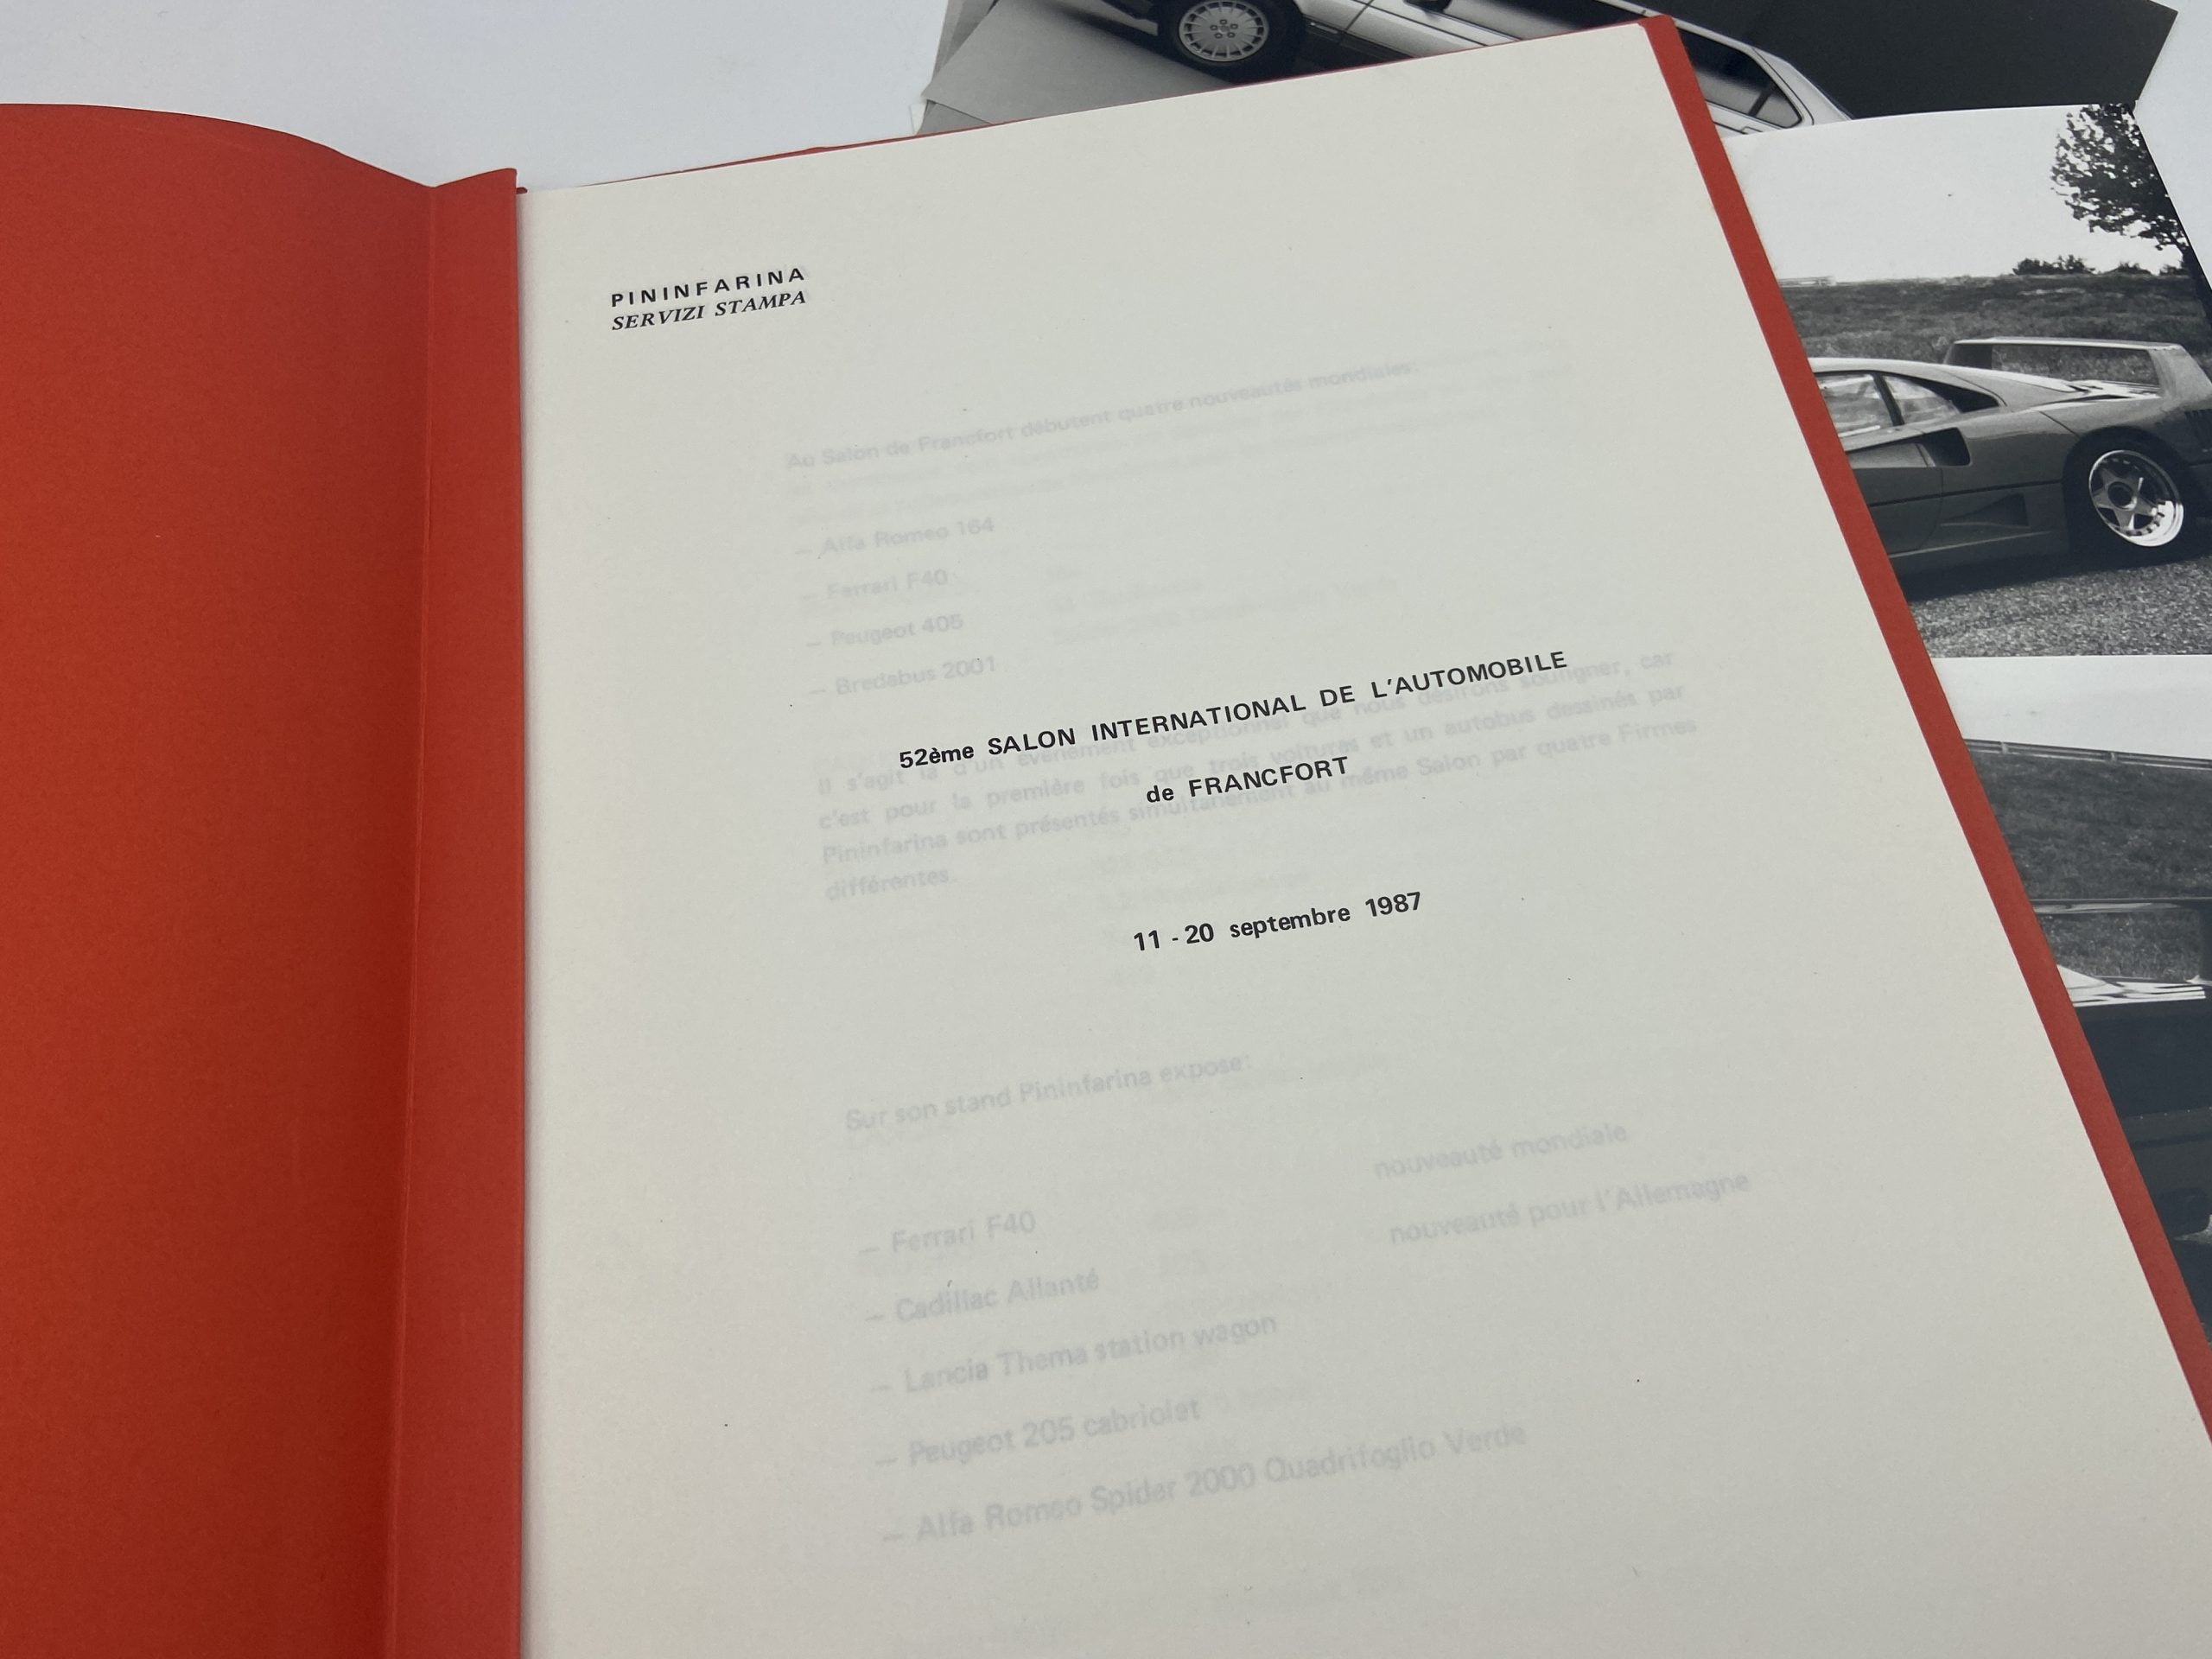 PININFARINA
SERVIZI STAMPA
Au Salon de Francfort débutent quatre nouveautés mondiales:
— Alfa Romeo 164
— Ferrari F40
— Peugeot 405
— Bredabus 2001
52ème SALON INTERNATIONAL DE L'AUTOMOBILE
de FRANCFORT
Il s'agit là d'un événement exceptionnel que nous désirons souligner, car
c'est pour la première fois que trois voitures et un autobus dessinés par
Pininfarina sont présentés simultanément au même Salon par quatre Firmes
différentes.
11 - 20 septembre 1987
Sur son stand Pininfarina expose:
— Ferrari F40 nouveauté mondiale
— Cadillac Allanté nouveauté pour l'Allemagne
— Lancia Thema station wagon
— Peugeot 205 cabriolet
— Alfa Romeo Spider 2000 Quadrifoglio Verde